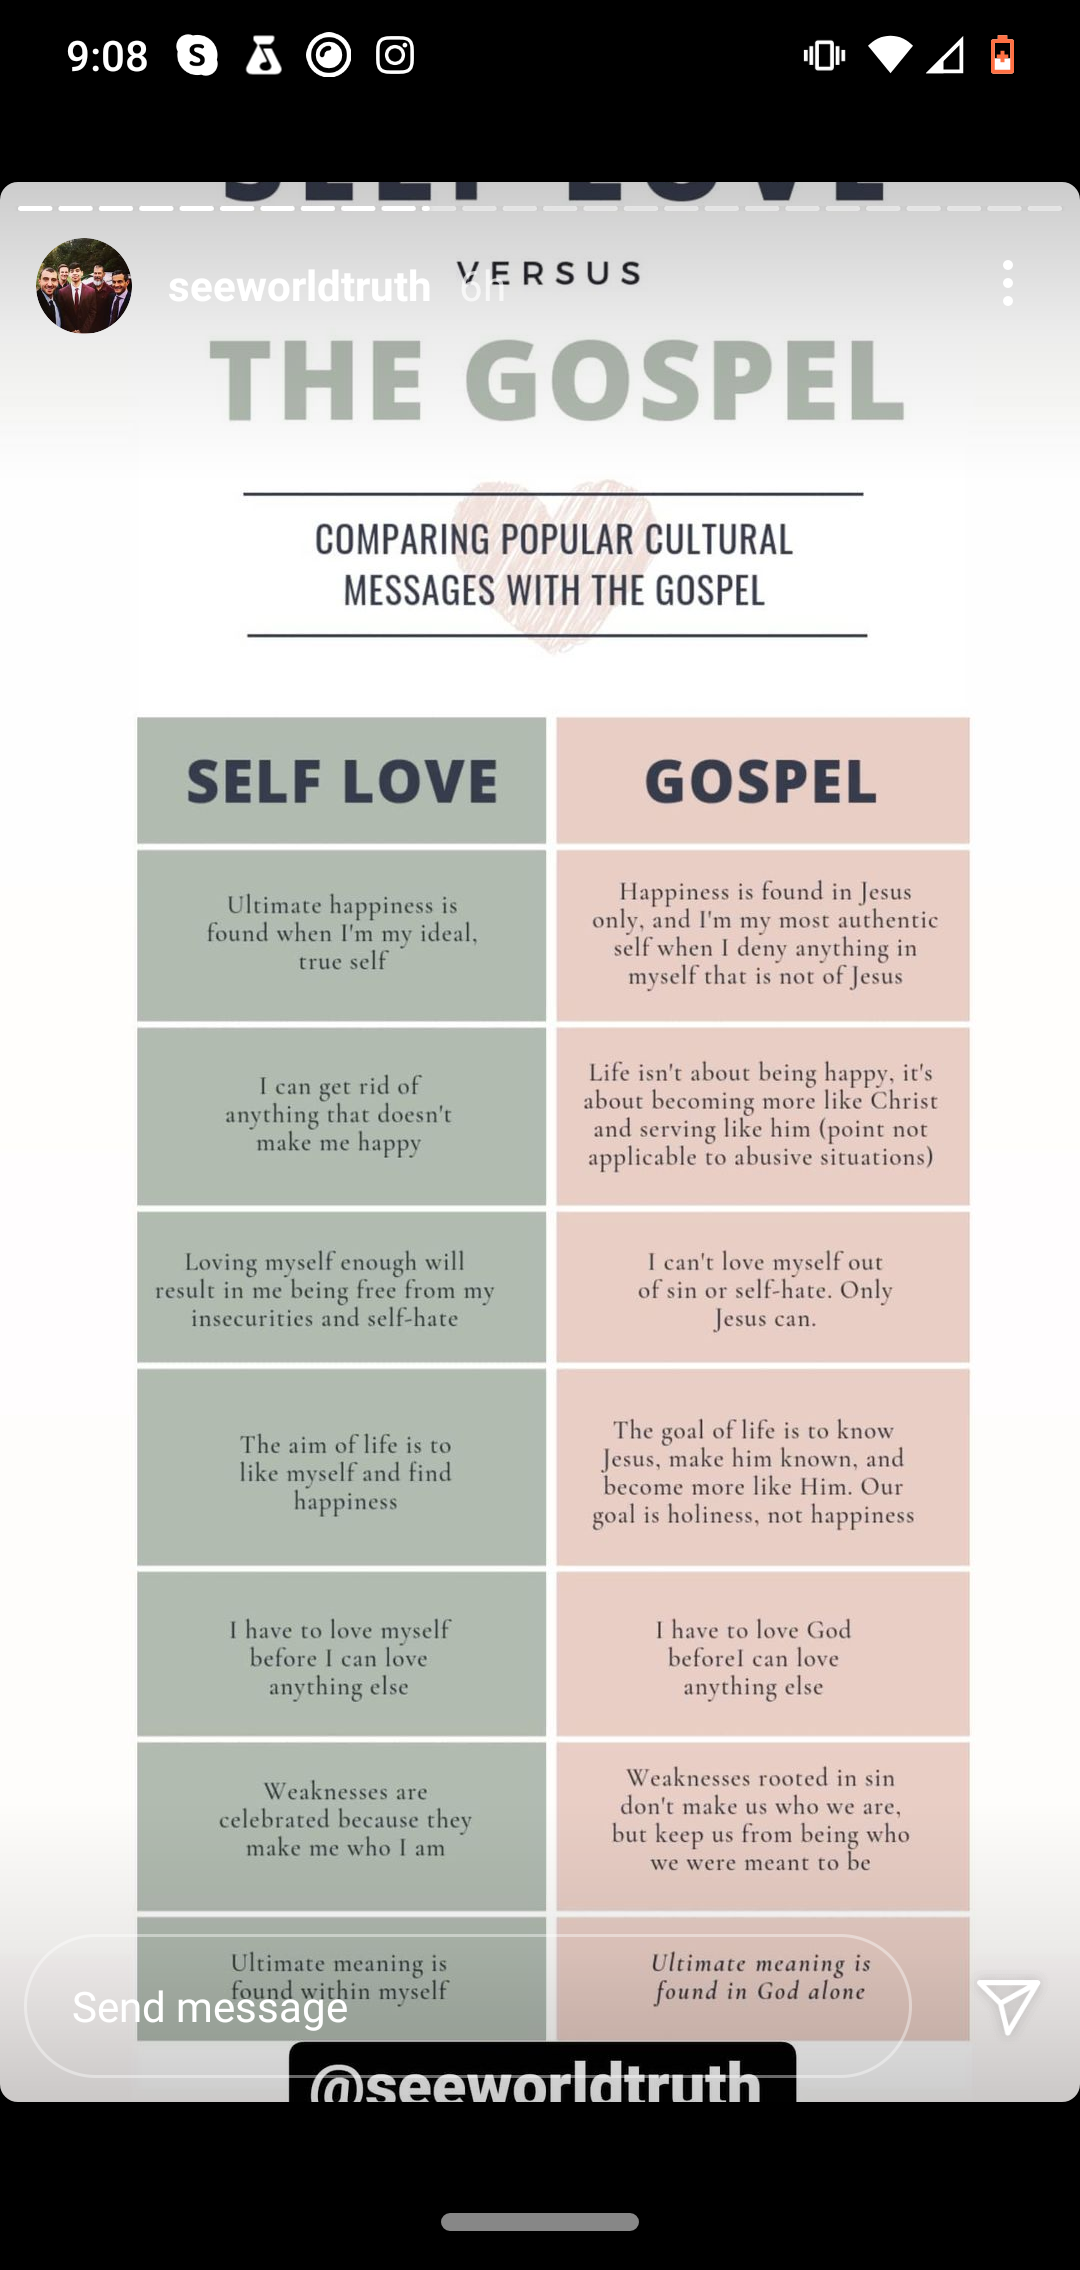 9:08
SELF LOVE
VERSUS
seeworldtruth 6h
THE GOSPEL
COMPARING POPULAR CULTURAL
MESSAGES WITH THE GOSPEL
SELF LOVE
GOSPEL
Ultimate happiness is
found when I'm my ideal,
true self
Happiness is found in Jesus
only, and I'm my most authentic
self when I deny anything in
myself that is not of Jesus
I can get rid of
anything that doesn't
make me happy
Life isn't about being happy, it's
about becoming more like Christ
and serving like him (point not
applicable to abusive situations)
Loving myself enough will
result in me being free from my
insecurities and self-hate
I can't love myself out
of sin or self-hate. Only
Jesus can.
The aim of life is to
like myself and find
happiness
The goal of life is to know
Jesus, make him known, and
become more like Him. Our
goal is holiness, not happiness
I have to love myself
before I can love
anything else
I have to love God
beforeI can love
anything else
Weaknesses are
celebrated because they
make me who I am
Weaknesses rooted in sin
don't make us who we are,
but keep us from being who
we were meant to be
Ultimate meaning is
found within myself
Ultimate meaning is
found in God alone
Send message
@seeworldtruth